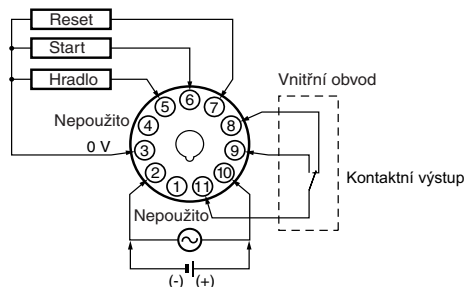 Reset
Start
Hradlo
Vnitřní obvod
Nepoužito
0 V
Kontaktní výstup
Nepoužito
1
2
3
4
5
6
7
8
9
10
11
(-) (+)